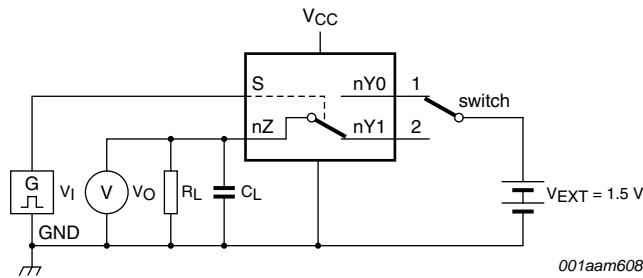 VCC
S
nY0
1
switch
nZ
nY1
2
G
VI
V
VO
RL
CL
VEXT = 1.5 V
GND
001aam608